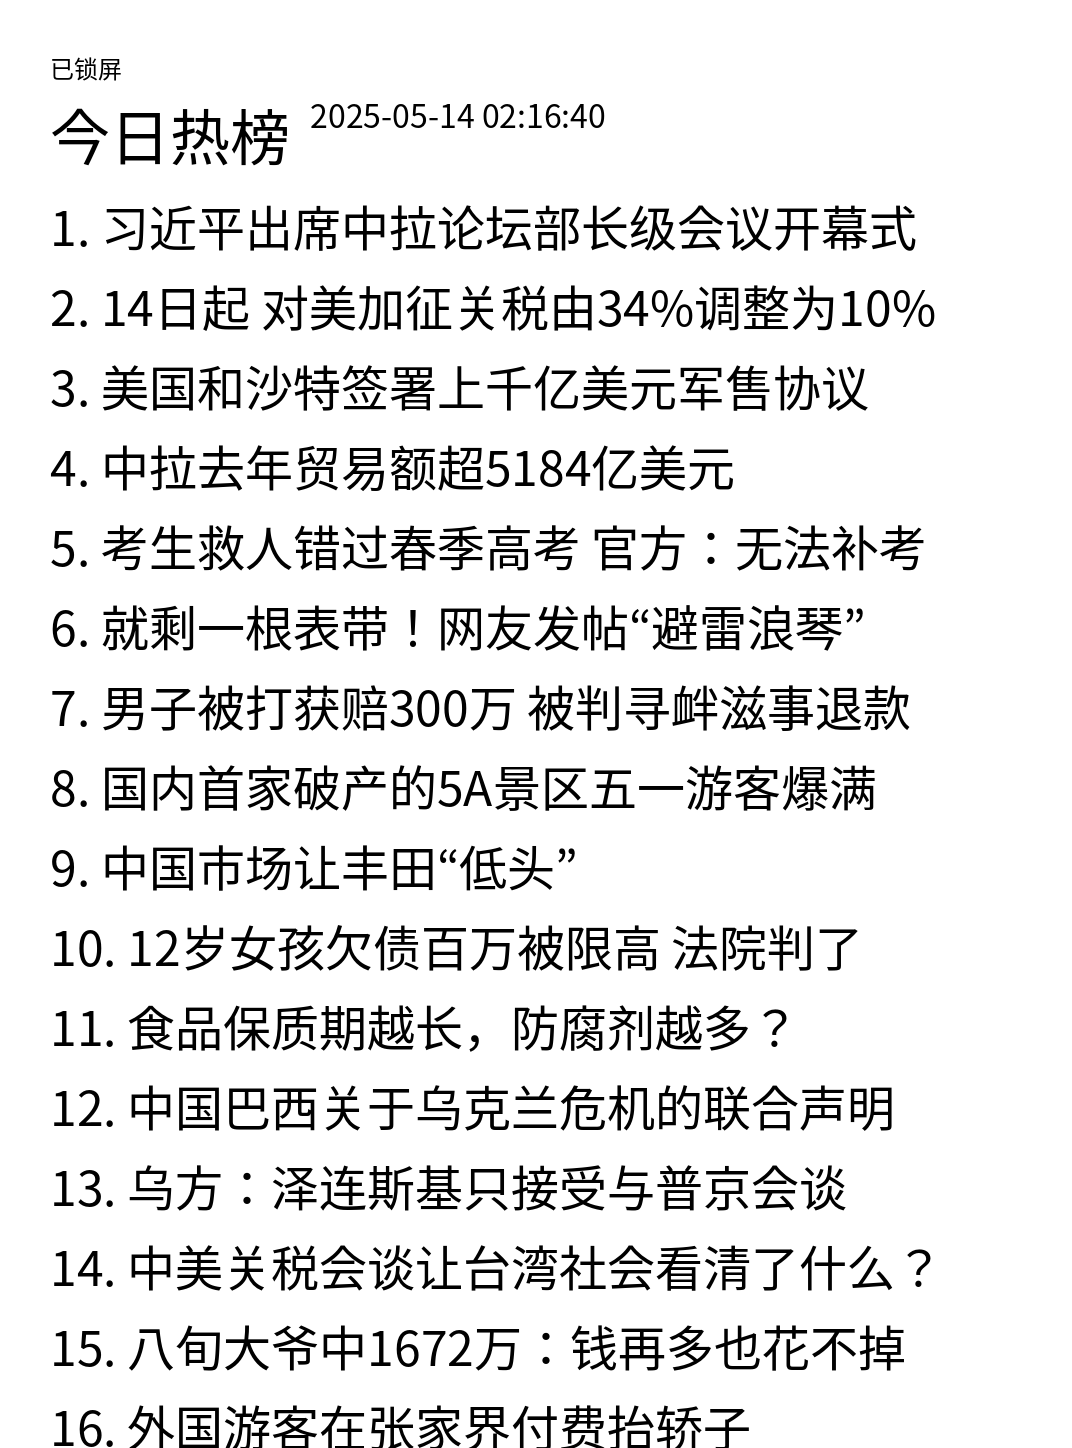 已锁屏
今日热榜 2025-05-14 02:16:40
1. 习近平出席中拉论坛部长级会议开幕式
2. 14日起 对美加征关税由34%调整为10%
3. 美国和沙特签署上千亿美元军售协议
4. 中拉去年贸易额超5184亿美元
5. 考生救人错过春季高考 官方：无法补考
6. 就剩一根表带！网友发帖“避雷浪琴”
7. 男子被打获赔300万 被判寻衅滋事退款
8. 国内首家破产的5A景区五一游客爆满
9. 中国市场让丰田“低头”
10. 12岁女孩欠债百万被限高 法院判了
11. 食品保质期越长，防腐剂越多？
12. 中国巴西关于乌克兰危机的联合声明
13. 乌方：泽连斯基只接受与普京会谈
14. 中美关税会谈让台湾社会看清了什么？
15. 八旬大爷中1672万：钱再多也花不掉
16. 外国游客在张家界付费抬轿子